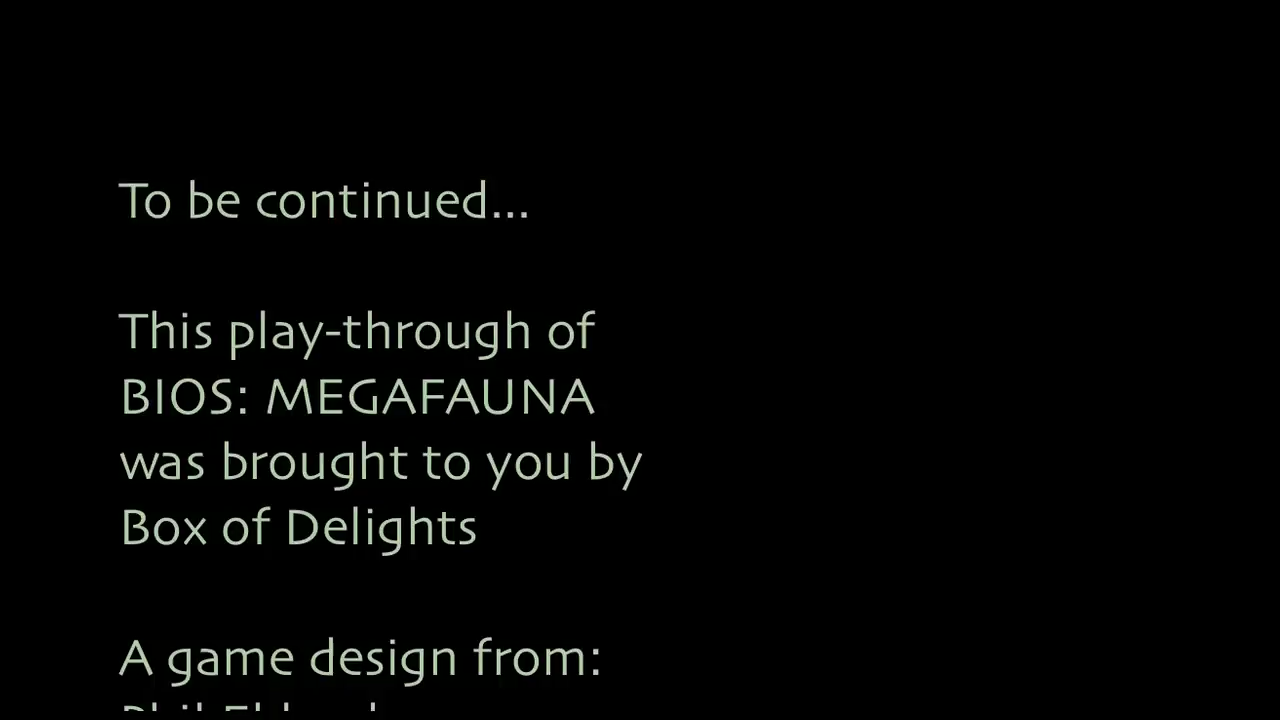 To be continued...
This play-through of
BIOS: MEGAFAUNA
was brought to you by
Box of Delights
A game design from:
Phil